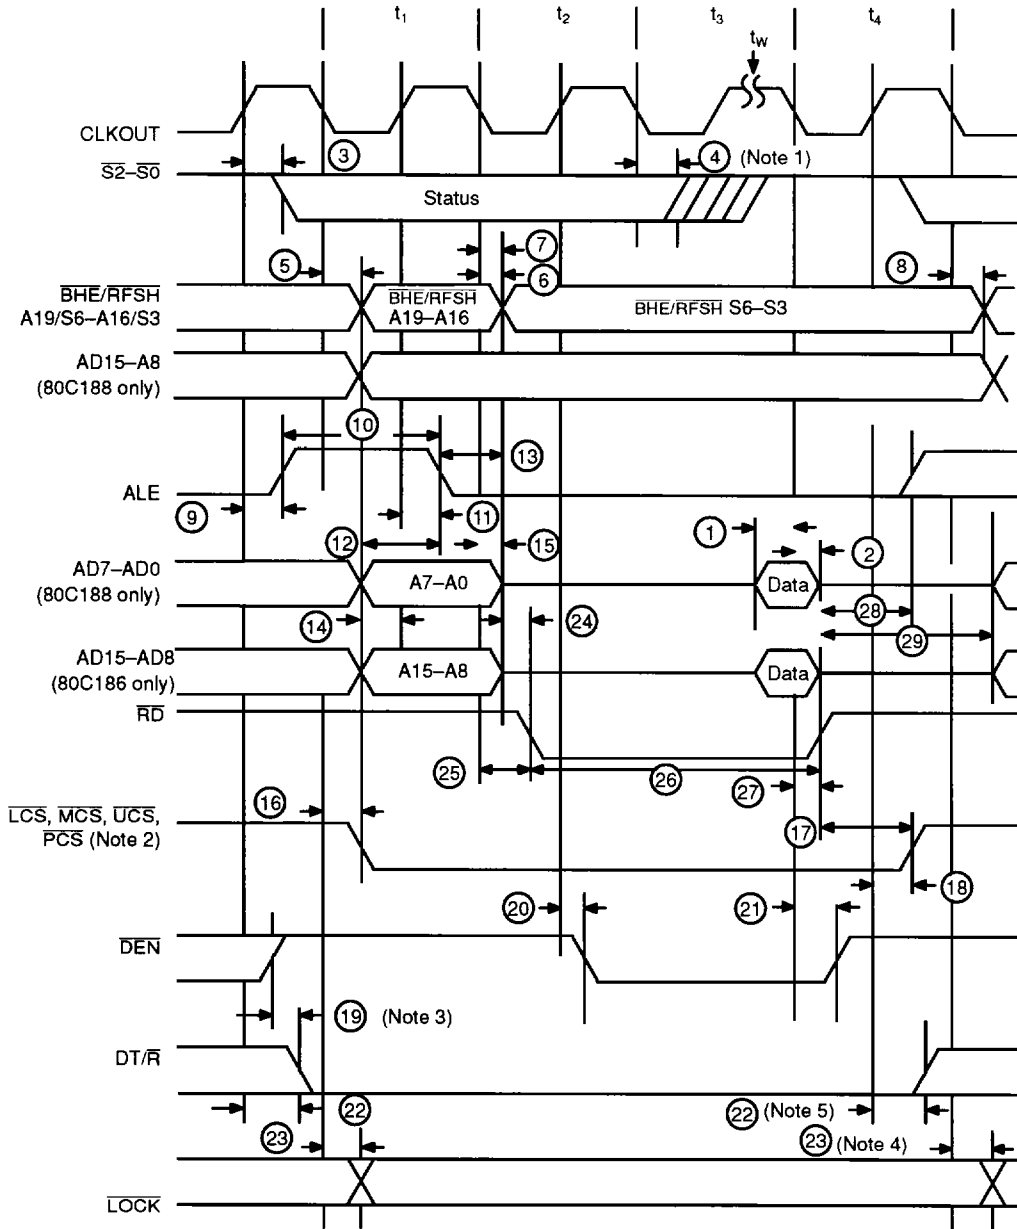 t1 t2 t3 t4
tW
CLKOUT
3 4 (Note 1)
S2–S0
Status
7
5 6 8
BHE/RFSH
A19/S6–A16/S3
BHE/RFSH
A19–A16
BHE/RFSH S6–S3
AD15–A8
(80C188 only)
10
13
ALE
9 11
1
12 15 2
AD7–AD0
(80C188 only)
A7–A0
Data
28
14 24
29
AD15–AD8
(80C186 only)
A15–A8
Data
RD
25 26
27
16
LCS, MCS, UCS,
PCS (Note 2)
17
18
20 21
DEN
19 (Note 3)
DT/R
22 22 (Note 5)
23 23 (Note 4)
LOCK